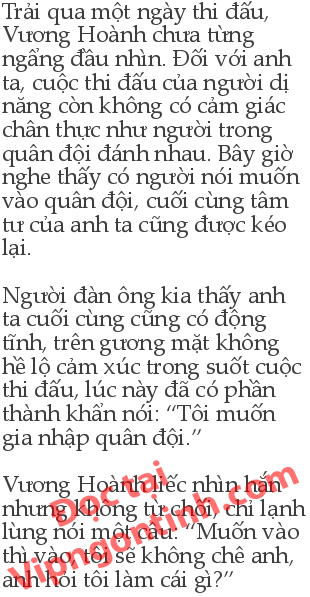 Trải qua một ngày thi đấu,
Vương Hoành chưa từng
ngẩng đầu nhìn. Đối với anh
ta, cuộc thi đấu của người dị
năng còn không có cảm giác
chân thực như người trong
quân đội đánh nhau. Bây giờ
nghe thấy có người nói muốn
vào quân đội, cuối cùng tâm
tư của anh ta cũng được kéo
lại.
Người đàn ông kia thấy anh
ta cuối cùng cũng có động
tĩnh, trên gương mặt không
hề lộ cảm xúc trong suốt cuộc
thi đấu, lúc này đã có phần
thành khẩn nói: “Tôi muốn
gia nhập quân đội.”
Vương Hoành liếc nhìn hắn
nhưng không từ chối, chỉ lạnh
lùng nói một câu: “Muốn vào
thì vào, tôi sẽ không chê anh,
anh hỏi tôi làm cái gì?”
Đọc tại
Vipngontinh.com